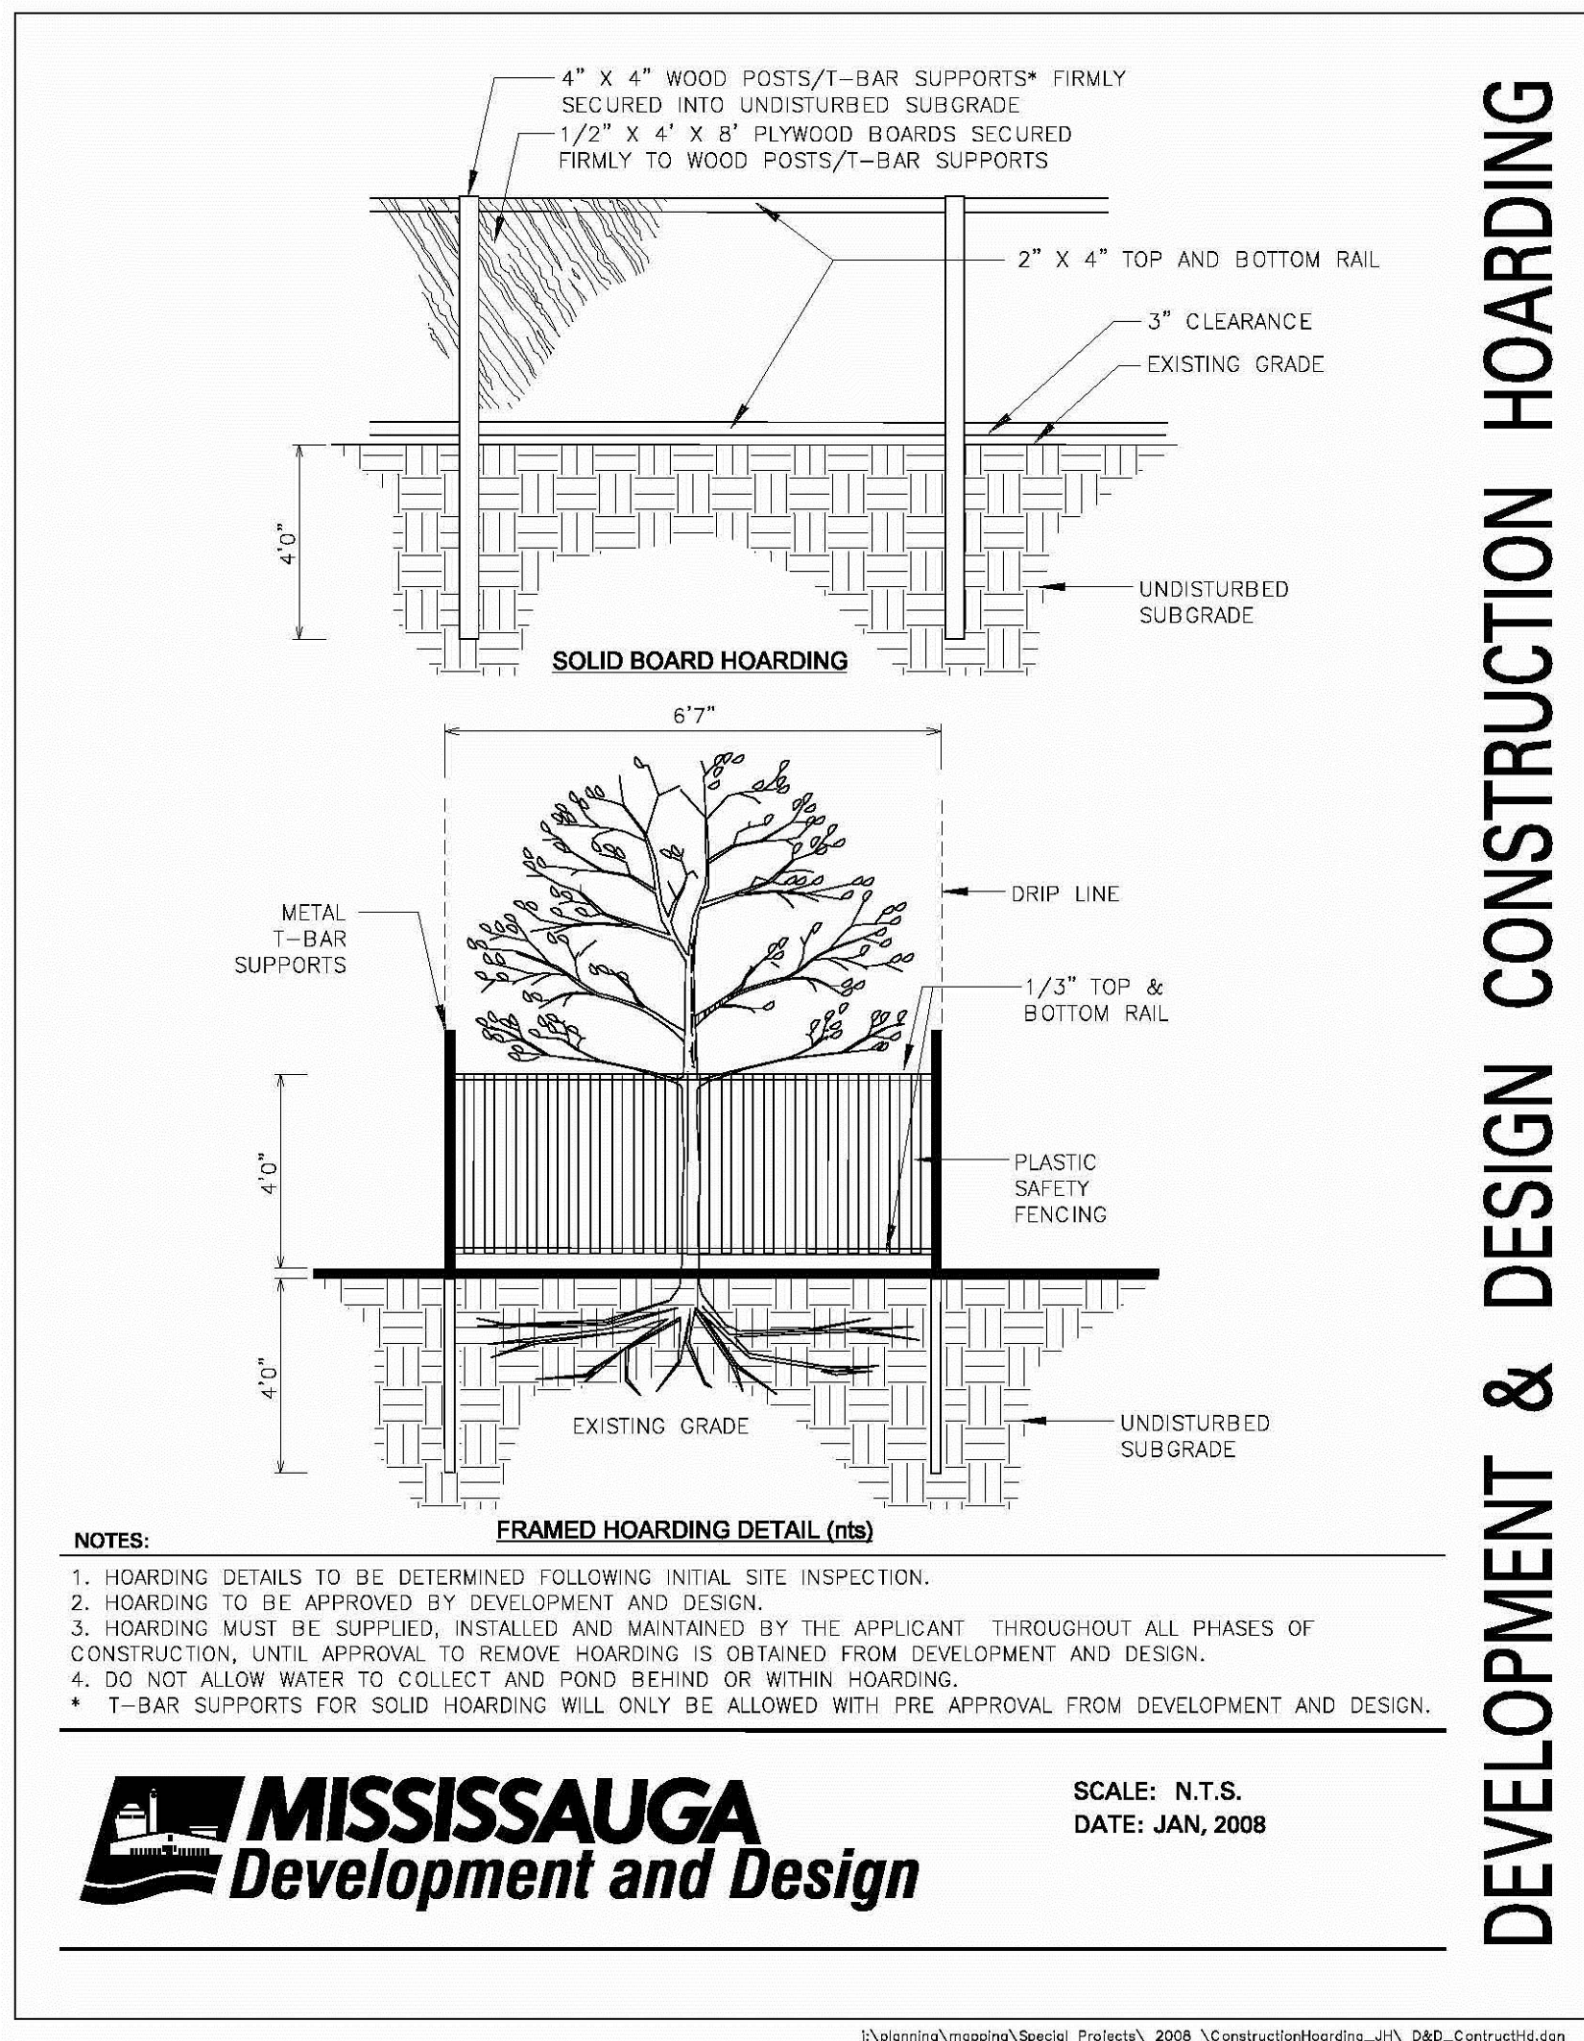 4" X 4" WOOD POSTS/T-BAR SUPPORTS* FIRMLY
SECURED INTO UNDISTURBED SUBGRADE
1/2" X 4' X 8' PLYWOOD BOARDS SECURED
FIRMLY TO WOOD POSTS/T-BAR SUPPORTS
2" X 4" TOP AND BOTTOM RAIL
3" CLEARANCE
EXISTING GRADE
4'0"
UNDISTURBED
SUBGRADE
SOLID BOARD HOARDING
6'7"
DRIP LINE
METAL
T-BAR
SUPPORTS
1/3" TOP &
BOTTOM RAIL
4'0"
PLASTIC
SAFETY
FENCING
4'0"
EXISTING GRADE
UNDISTURBED
SUBGRADE
FRAMED HOARDING DETAIL (nts)
NOTES:
1. HOARDING DETAILS TO BE DETERMINED FOLLOWING INITIAL SITE INSPECTION.
2. HOARDING TO BE APPROVED BY DEVELOPMENT AND DESIGN.
3. HOARDING MUST BE SUPPLIED, INSTALLED AND MAINTAINED BY THE APPLICANT THROUGHOUT ALL PHASES OF
CONSTRUCTION, UNTIL APPROVAL TO REMOVE HOARDING IS OBTAINED FROM DEVELOPMENT AND DESIGN.
4. DO NOT ALLOW WATER TO COLLECT AND POND BEHIND OR WITHIN HOARDING.
* T-BAR SUPPORTS FOR SOLID HOARDING WILL ONLY BE ALLOWED WITH PRE APPROVAL FROM DEVELOPMENT AND DESIGN.
MISSISSAUGA
Development and Design
SCALE: N.T.S.
DATE: JAN, 2008
DEVELOPMENT & DESIGN CONSTRUCTION HOARDING
I:\planning\mapping\Special Projects\ 2008 \ConstructionHoarding_JH\ D&D_ContructHd.dgn